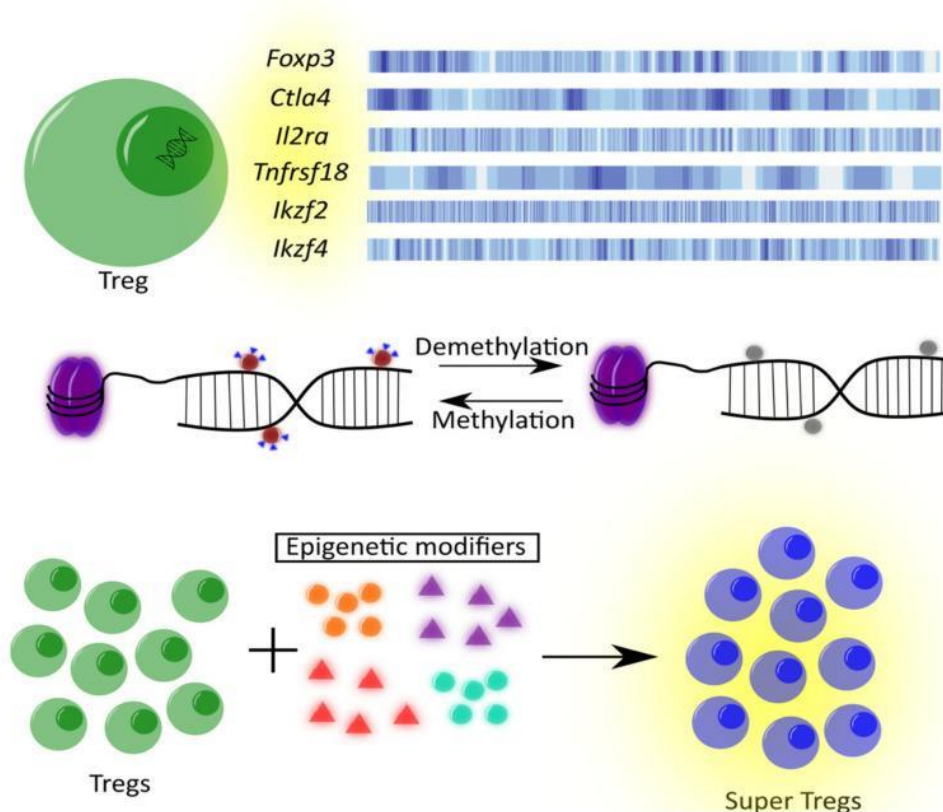 Foxp3
Ctla4
Il2ra
Tnfrsf18
Ikzf2
Ikzf4
Treg
Demethylation
Methylation
Epigenetic modifiers
Tregs
Super Tregs